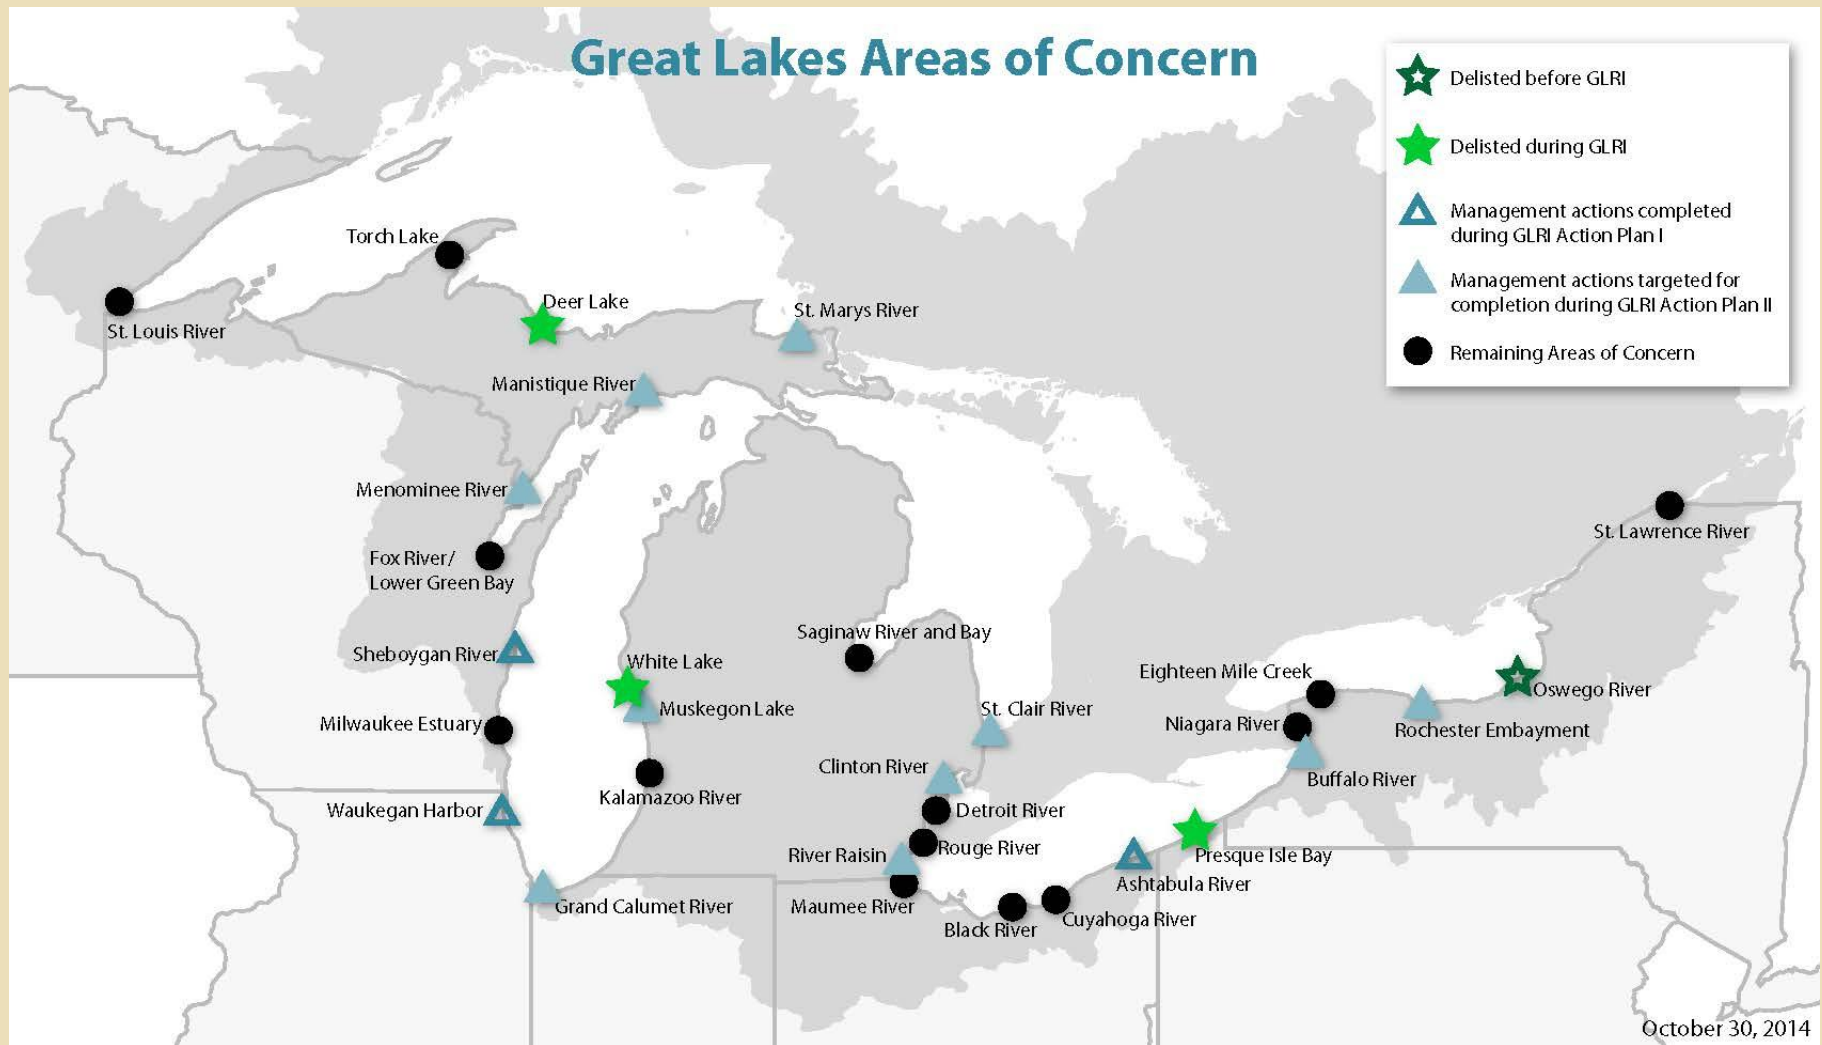 Great Lakes Areas of Concern
Delisted before GLRI
Delisted during GLRI
Management actions completed
during GLRI Action Plan I
Management actions targeted for
completion during GLRI Action Plan II
Remaining Areas of Concern
Torch Lake
Deer Lake
St. Marys River
St. Louis River
Manistique River
Menominee River
Fox River/
Lower Green Bay
St. Lawrence River
Saginaw River and Bay
Sheboygan River
White Lake
Eighteen Mile Creek
Oswego River
Muskegon Lake
St. Clair River
Milwaukee Estuary
Niagara River
Rochester Embayment
Clinton River
Buffalo River
Kalamazoo River
Waukegan Harbor
Detroit River
Rouge River
River Raisin
Presque Isle Bay
Ashtabula River
Grand Calumet River
Maumee River
Black River
Cuyahoga River
October 30, 2014